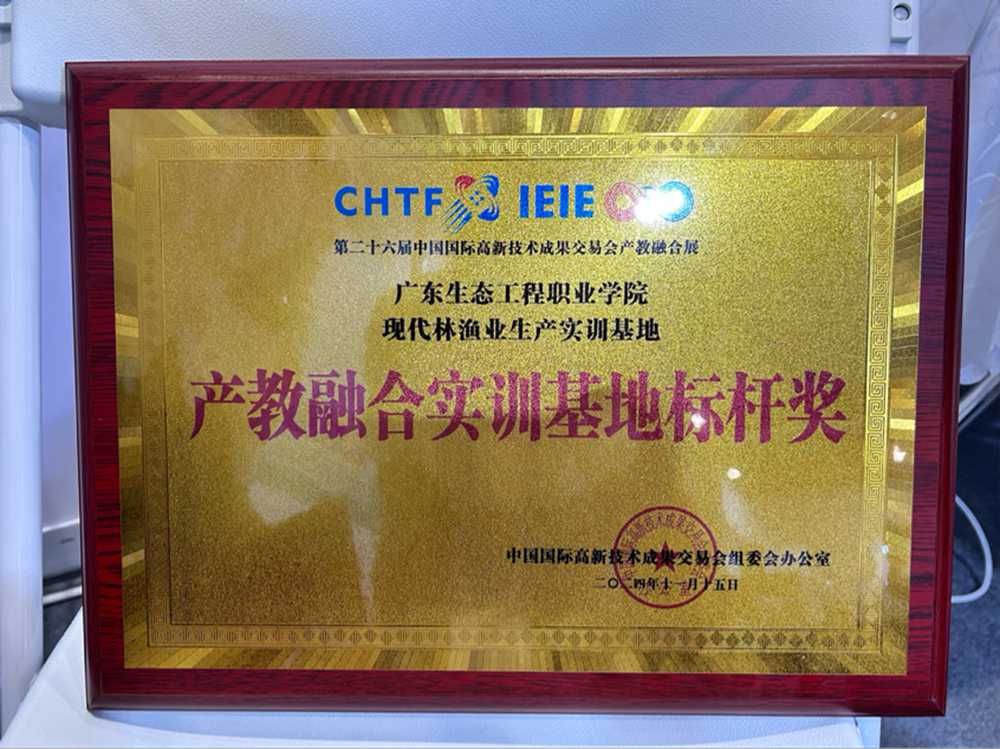 CHTF IEIE
第二十六届中国国际高新技术成果交易会产教融合展
广东生态工程职业学院
现代林渔业生产实训基地
产教融合实训基地标杆奖
中国国际高新技术成果交易会组委会办公室
二〇二四年十一月十五日